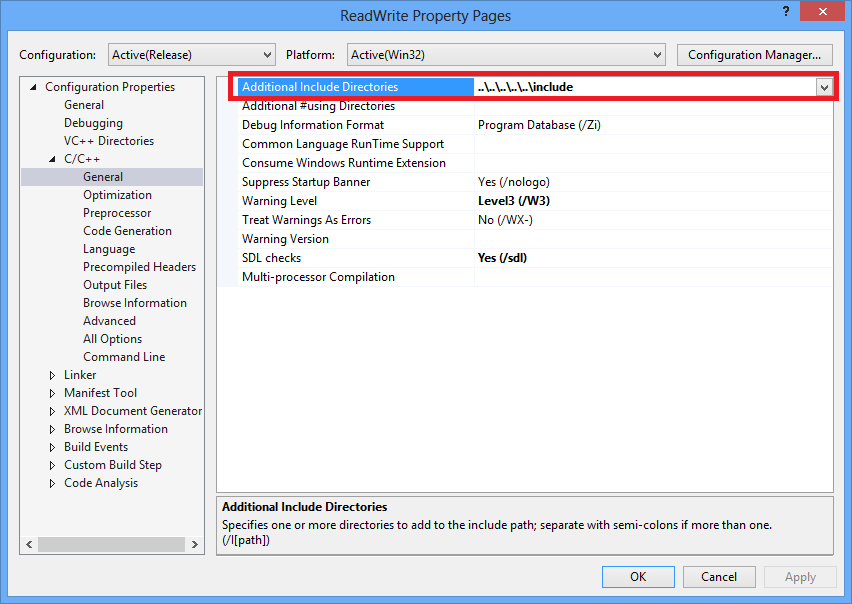 ReadWrite Property Pages
? ×
Configuration: Active(Release) Platform: Active(Win32) Configuration Manager...
Configuration Properties
General
Debugging
VC++ Directories
C/C++
General
Optimization
Preprocessor
Code Generation
Language
Precompiled Headers
Output Files
Browse Information
Advanced
All Options
Command Line
Linker
Manifest Tool
XML Document Generator
Browse Information
Build Events
Custom Build Step
Code Analysis
Additional Include Directories ..\..\..\..\..\include
Additional #using Directories
Debug Information Format Program Database (/Zi)
Common Language RunTime Support
Consume Windows Runtime Extension
Suppress Startup Banner Yes (/nologo)
Warning Level Level3 (/W3)
Treat Warnings As Errors No (/WX-)
Warning Version
SDL checks Yes (/sdl)
Multi-processor Compilation
Additional Include Directories
Specifies one or more directories to add to the include path; separate with semi-colons if more than one.
(/I[path])
OK Cancel Apply